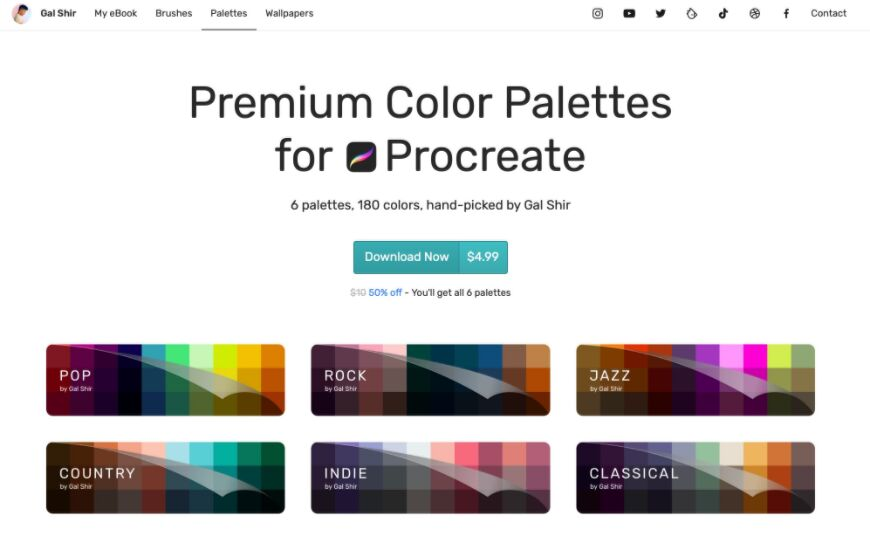 Gal Shir My eBook Brushes Palettes Wallpapers Contact
Premium Color Palettes
for Procreate
6 palettes, 180 colors, hand-picked by Gal Shir
Download Now $4.99
$10 50% off - You'll get all 6 palettes
POP
by Gal Shir
ROCK
by Gal Shir
JAZZ
by Gal Shir
COUNTRY
by Gal Shir
INDIE
by Gal Shir
CLASSICAL
by Gal Shir